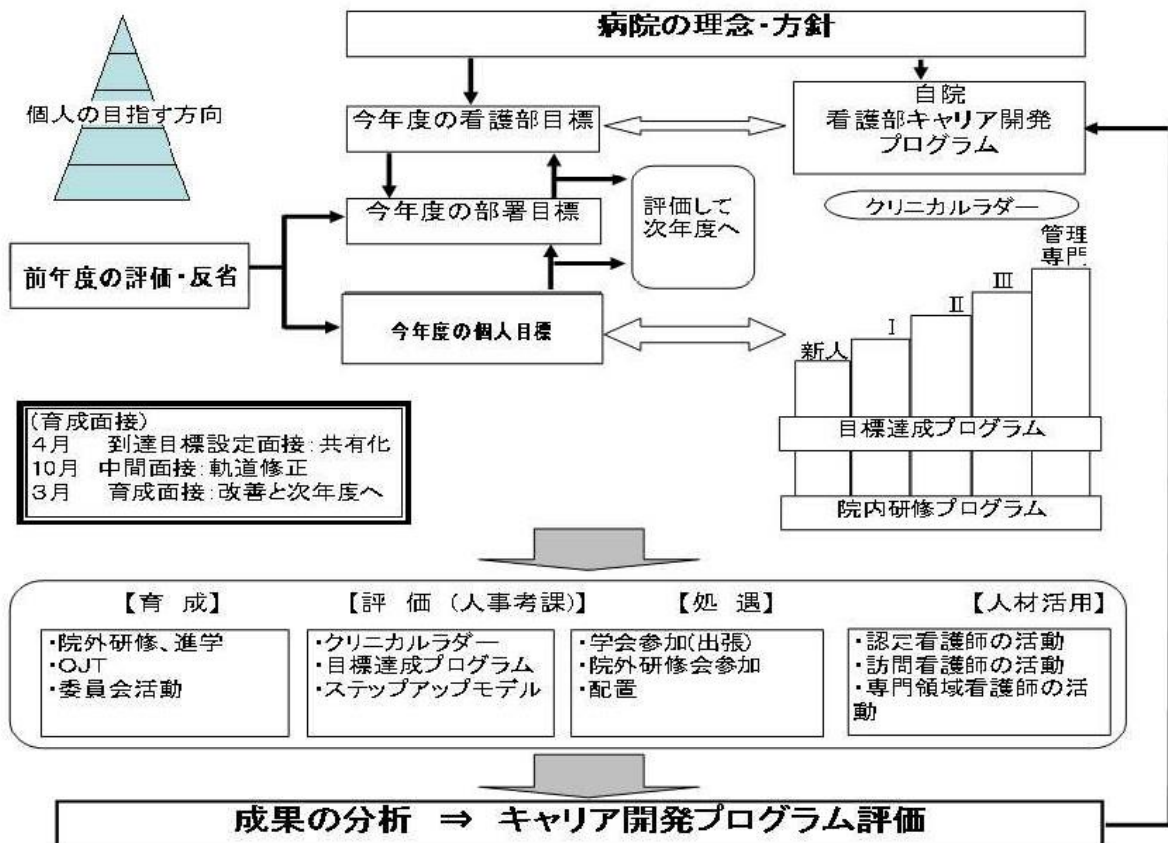 病院の理念・方針
個人の目指す方向
今年度の看護部目標
自院
看護部キャリア開発
プログラム
今年度の部署目標
評価して
次年度へ
クリニカルラダー
前年度の評価・反省
今年度の個人目標
新人
Ⅰ
Ⅱ
Ⅲ
管理
専門
目標達成プログラム
院内研修プログラム
(育成面接)
4月 到達目標設定面接:共有化
10月 中間面接:軌道修正
3月 育成面接:改善と次年度へ
【育 成】
・院外研修、進学
・OJT
・委員会活動
【評 価 (人事考課)】
・クリニカルラダー
・目標達成プログラム
・ステップアップモデル
【処 遇】
・学会参加(出張)
・院外研修会参加
・配置
【人材活用】
・認定看護師の活動
・訪問看護師の活動
・専門領域看護師の活
動
成果の分析 ⇒ キャリア開発プログラム評価